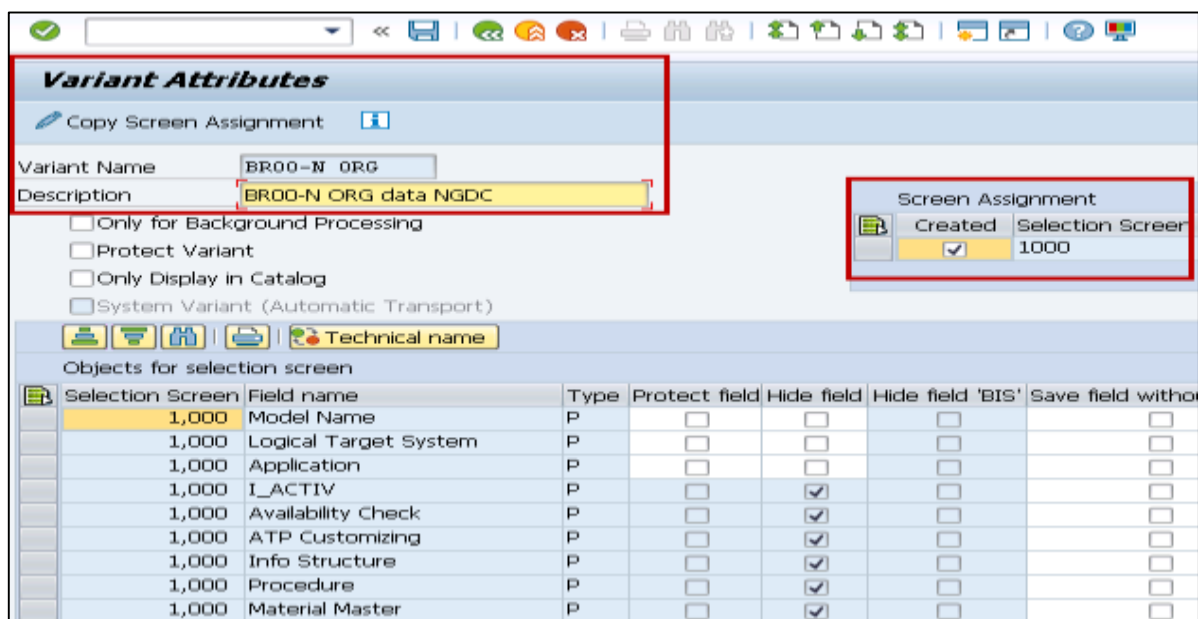 Variant Attributes
Copy Screen Assignment
Variant Name BR00-N ORG
Description BR00-N ORG data NGDC
Screen Assignment
Created Selection Screen
1000
Only for Background Processing
Protect Variant
Only Display in Catalog
System Variant (Automatic Transport)
Technical name
Objects for selection screen
Selection Screen Field name Type Protect field Hide field Hide field 'BIS' Save field witho
1,000 Model Name P
1,000 Logical Target System P
1,000 Application P
1,000 I_ACTIV P
1,000 Availability Check P
1,000 ATP Customizing P
1,000 Info Structure P
1,000 Procedure P
1,000 Material Master P